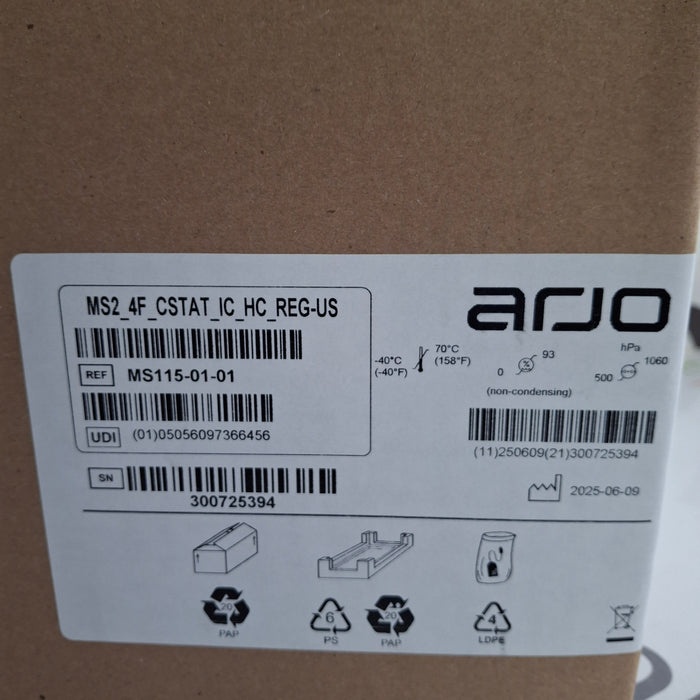 MS2_4F_CSTAT_IC_HC_REG-US
arjo
REF MS115-01-01
-40°C
(-40°F)
70°C
(158°F)
0 % 93
(non-condensing)
hPa
500 1060
UDI (01)05056097366456
(11)250609(21)300725394
SN
300725394
2025-06-09
20
PAP
6
PS
20
PAP
4
LDPE